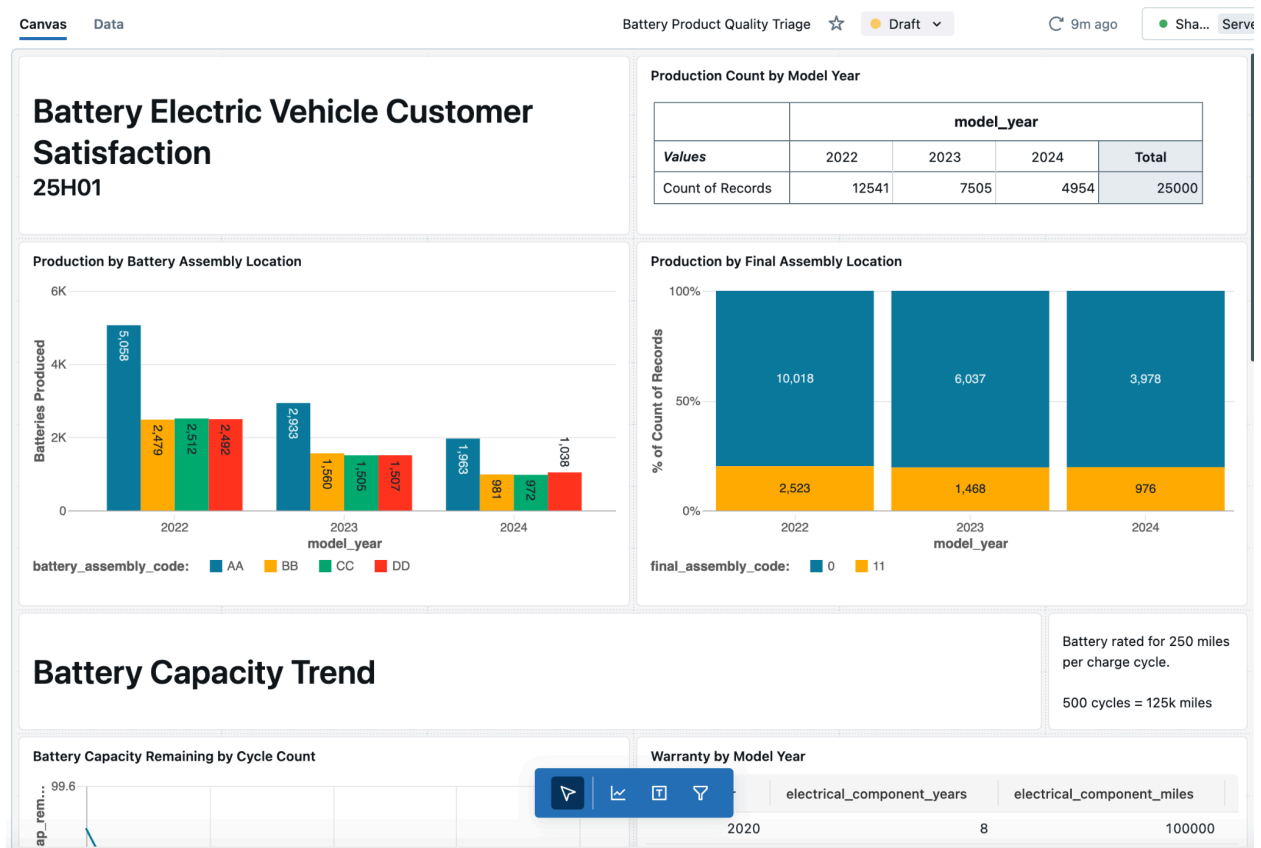 Canvas
Data
Battery Product Quality Triage
Draft
9m ago
Sha...
Serve
Battery Electric Vehicle Customer
Satisfaction
25H01
Production Count by Model Year
model_year
Values 2022 2023 2024 Total
Count of Records 12541 7505 4954 25000
Production by Battery Assembly Location
6K
4K
2K
0
Batteries Produced
5,058
2,479
2,512
2,492
2,933
1,560
1,505
1,507
1,963
981
972
1,038
2022 2023 2024
model_year
battery_assembly_code: AA BB CC DD
Production by Final Assembly Location
100%
50%
0%
% of Count of Records
10,018 6,037 3,978
2,523 1,468 976
2022 2023 2024
model_year
final_assembly_code: 0 11
Battery Capacity Trend
Battery rated for 250 miles
per charge cycle.
500 cycles = 125k miles
Battery Capacity Remaining by Cycle Count
99.6
ap_rem...
Warranty by Model Year
electrical_component_years electrical_component_miles
2020 8 100000